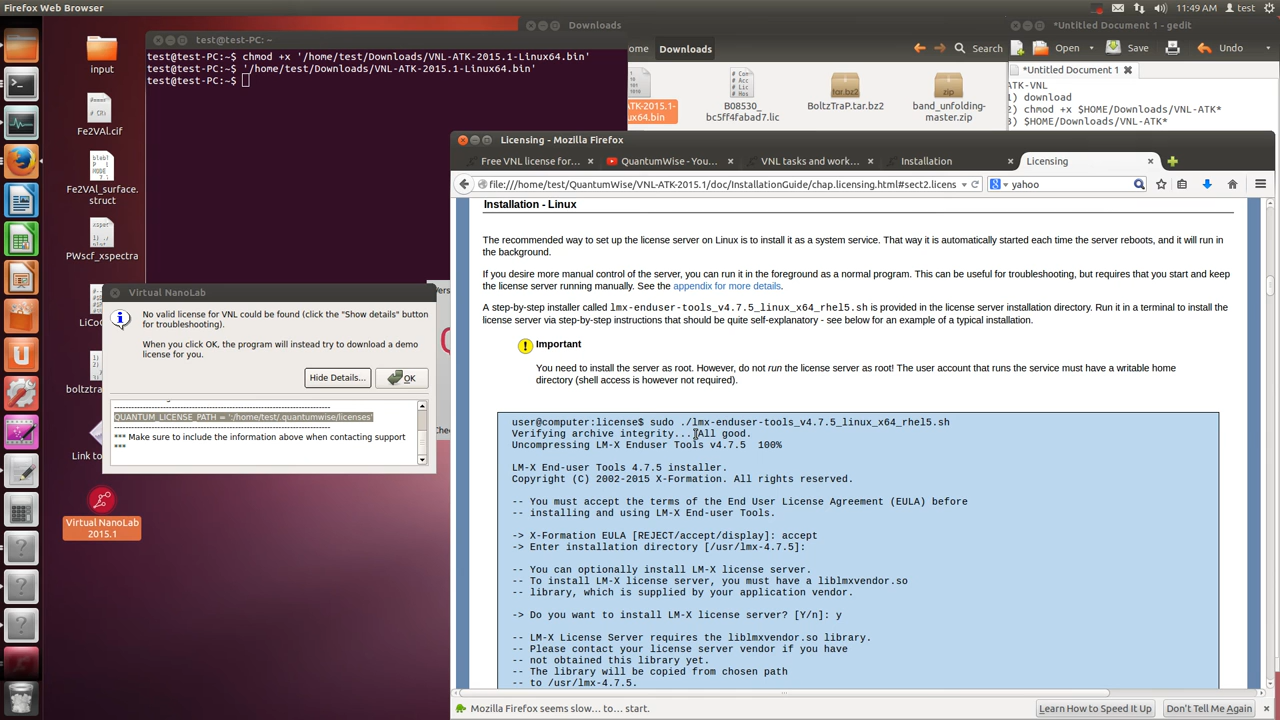 Firefox Web Browser
11:49 AM
test
Downloads
*Untitled Document 1 - gedit
test@test-PC: ~
ome
Downloads
Search
Open
Save
Undo
test@test-PC:~$ chmod +x '/home/test/Downloads/VNL-ATK-2015.1-Linux64.bin'
test@test-PC:~$ '/home/test/Downloads/VNL-ATK-2015.1-Linux64.bin'
test@test-PC:~$
*Untitled Document 1
input
ATK-VNL
1) download
2) chmod +x $HOME/Downloads/VNL-ATK*
3) $HOME/Downloads/VNL-ATK*
-ATK-2015.1-
ux64.bin
B08530_
bc5ff4fabad7.lic
BoltzTraP.tar.bz2
band_unfolding-
master.zip
tar.bz2
zip
Fe2VAl.cif
Licensing - Mozilla Firefox
Free VNL license for...
QuantumWise - You...
VNL tasks and work...
Installation
Licensing
file:///home/test/QuantumWise/VNL-ATK-2015.1/doc/InstallationGuide/chap.licensing.html#sect2.licens
yahoo
Fe2VAl_surface.
struct
PWscf_xspectra
LiCoO
boltztra
Installation - Linux
The recommended way to set up the license server on Linux is to install it as a system service. That way it is automatically started each time the server reboots, and it will run in
the background.
If you desire more manual control of the server, you can run it in the foreground as a normal program. This can be useful for troubleshooting, but requires that you start and keep
the license server running manually. See the appendix for more details.
A step-by-step installer called lmx-enduser-tools_v4.7.5_linux_x64_rhel5.sh is provided in the license server installation directory. Run it in a terminal to install the
license server via step-by-step instructions that should be quite self-explanatory - see below for an example of a typical installation.
Important
You need to install the server as root. However, do not run the license server as root! The user account that runs the service must have a writable home
directory (shell access is however not required).
Virtual NanoLab
No valid license for VNL could be found (click the "Show details" button
for troubleshooting).
When you click OK, the program will instead try to download a demo
license for you.
Hide Details...
OK
QUANTUM_LICENSE_PATH = ':/home/test/.quantumwise/licenses'
*** Make sure to include the information above when contacting support
***
Virtual NanoLab
2015.1
user@computer:license$ sudo ./lmx-enduser-tools_v4.7.5_linux_x64_rhel5.sh
Verifying archive integrity... All good.
Uncompressing LM-X Enduser Tools v4.7.5  100%
LM-X End-user Tools 4.7.5 installer.
Copyright (C) 2002-2015 X-Formation. All rights reserved.
-- You must accept the terms of the End User License Agreement (EULA) before
-- installing and using LM-X End-user Tools.
-> X-Formation EULA [REJECT/accept/display]: accept
-> Enter installation directory [/usr/lmx-4.7.5]:
-- You can optionally install LM-X license server.
-- To install LM-X license server, you must have a liblmxvendor.so
-- library, which is supplied by your application vendor.
-> Do you want to install LM-X license server? [Y/n]: y
-- LM-X License Server requires the liblmxvendor.so library.
-- Please contact your license server vendor if you have
-- not obtained this library yet.
-- The library will be copied from chosen path
-- to /usr/lmx-4.7.5.
Mozilla Firefox seems slow... to... start.
Learn How to Speed It Up
Don't Tell Me Again